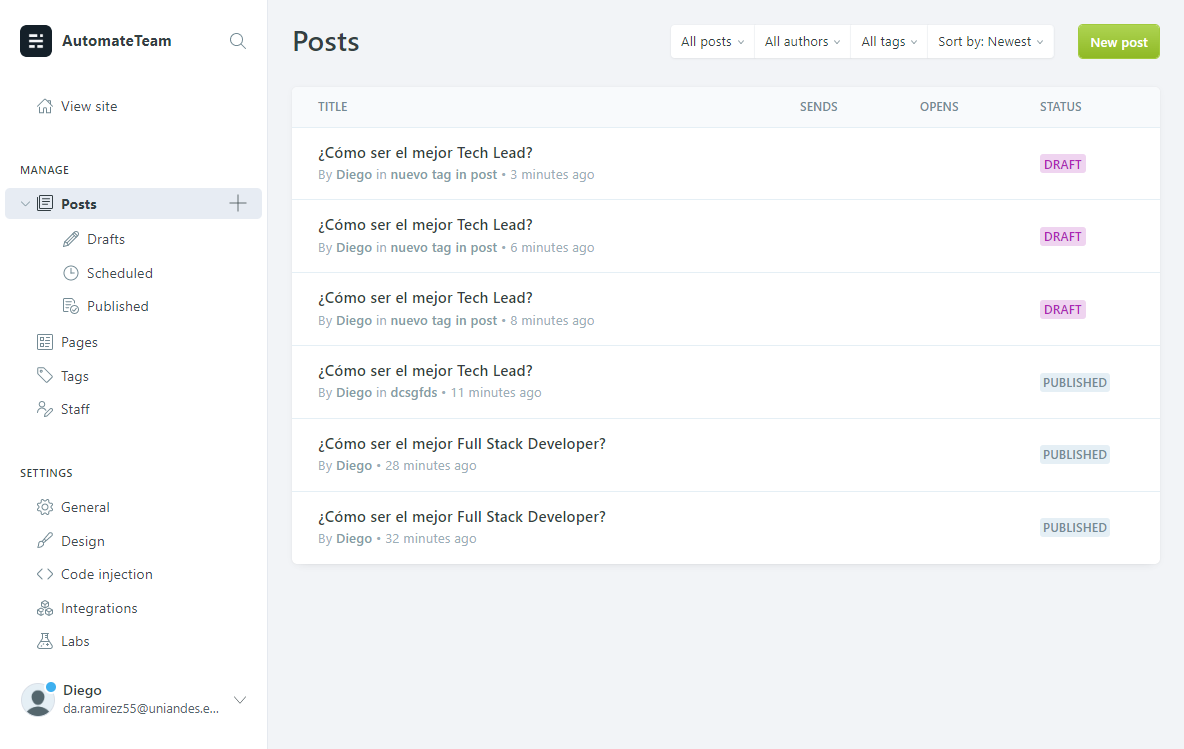 AutomateTeam
View site
MANAGE
Posts
Drafts
Scheduled
Published
Pages
Tags
Staff
SETTINGS
General
Design
Code injection
Integrations
Labs
Diego
da.ramirez55@uniandes.e...
Posts
All posts
All authors
All tags
Sort by: Newest
New post
TITLE SENDS OPENS STATUS
¿Cómo ser el mejor Tech Lead?
By Diego in nuevo tag in post • 3 minutes ago
DRAFT
¿Cómo ser el mejor Tech Lead?
By Diego in nuevo tag in post • 6 minutes ago
DRAFT
¿Cómo ser el mejor Tech Lead?
By Diego in nuevo tag in post • 8 minutes ago
DRAFT
¿Cómo ser el mejor Tech Lead?
By Diego in dcsgfds • 11 minutes ago
PUBLISHED
¿Cómo ser el mejor Full Stack Developer?
By Diego • 28 minutes ago
PUBLISHED
¿Cómo ser el mejor Full Stack Developer?
By Diego • 32 minutes ago
PUBLISHED